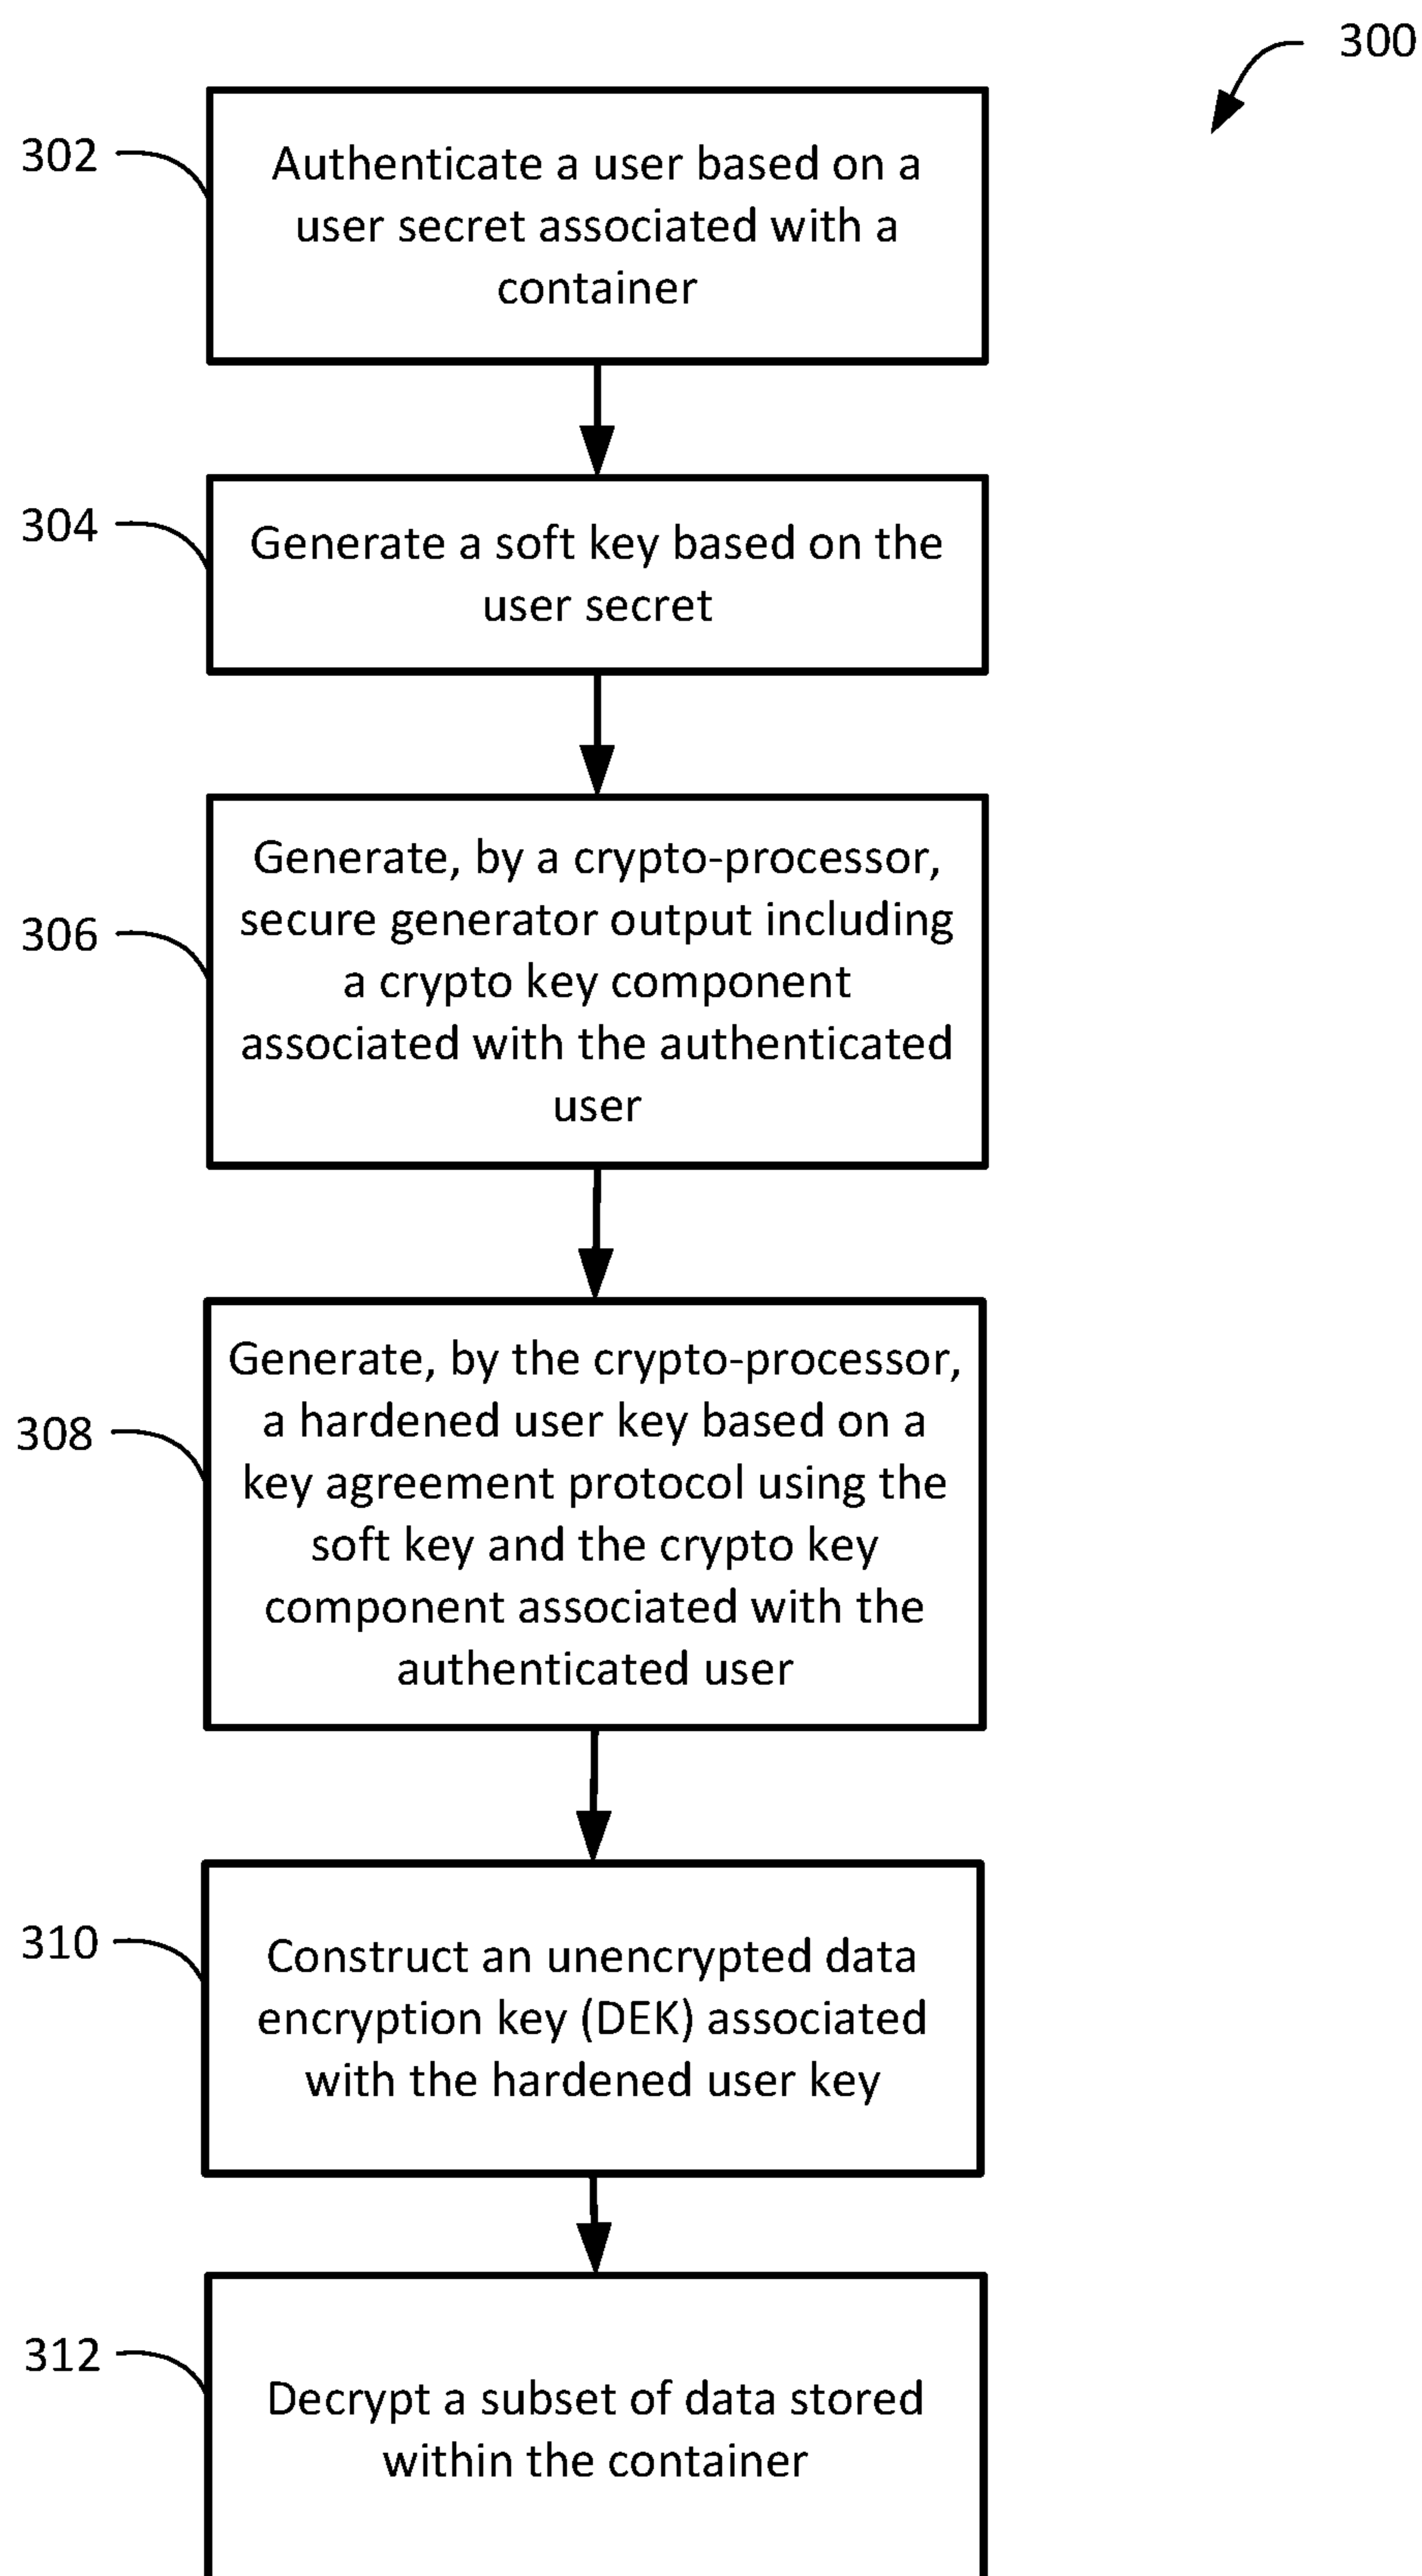 300
302
Authenticate a user based on a
user secret associated with a
container
304
Generate a soft key based on the
user secret
306
Generate, by a crypto-processor,
secure generator output including
a crypto key component
associated with the authenticated
user
308
Generate, by the crypto-processor,
a hardened user key based on a
key agreement protocol using the
soft key and the crypto key
component associated with the
authenticated user
310
Construct an unencrypted data
encryption key (DEK) associated
with the hardened user key
312
Decrypt a subset of data stored
within the container